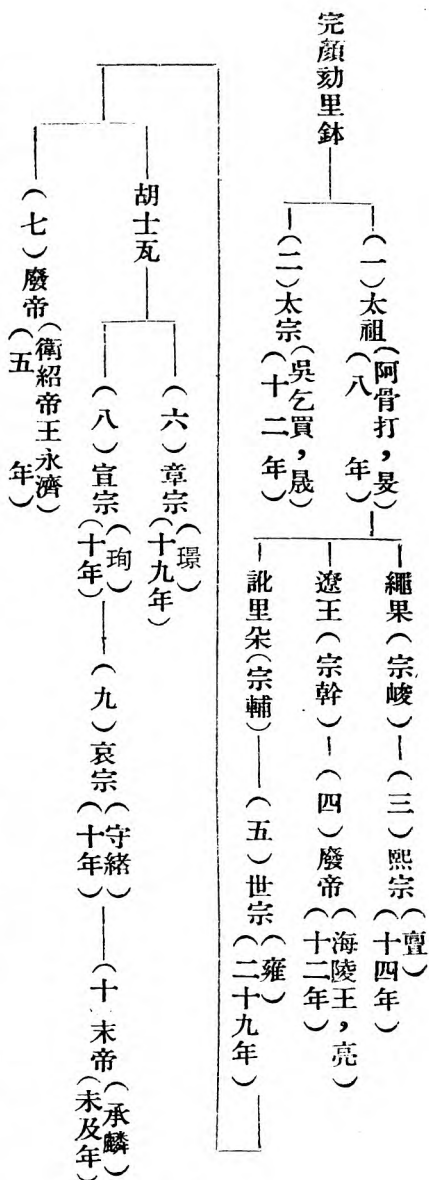 完顏劾里鉢
(一)太祖(阿骨打,旻)(八年)
(二)太宗(吳乞買,晟)(十二年)
繩果(宗峻)
(三)熙宗(亶)(十四年)
遼王(宗幹)
(四)廢帝(海陵王,亮)(十二年)
訛里朶(宗輔)
(五)世宗(雍)(二十九年)
胡士瓦
(六)章宗(璟)(十九年)
(八)宣宗(珣)(十年)
(九)哀宗(守緒)(十年)
(十 末帝(承麟)(未及年)
(七)廢帝(衛紹帝王永濟)(五年)